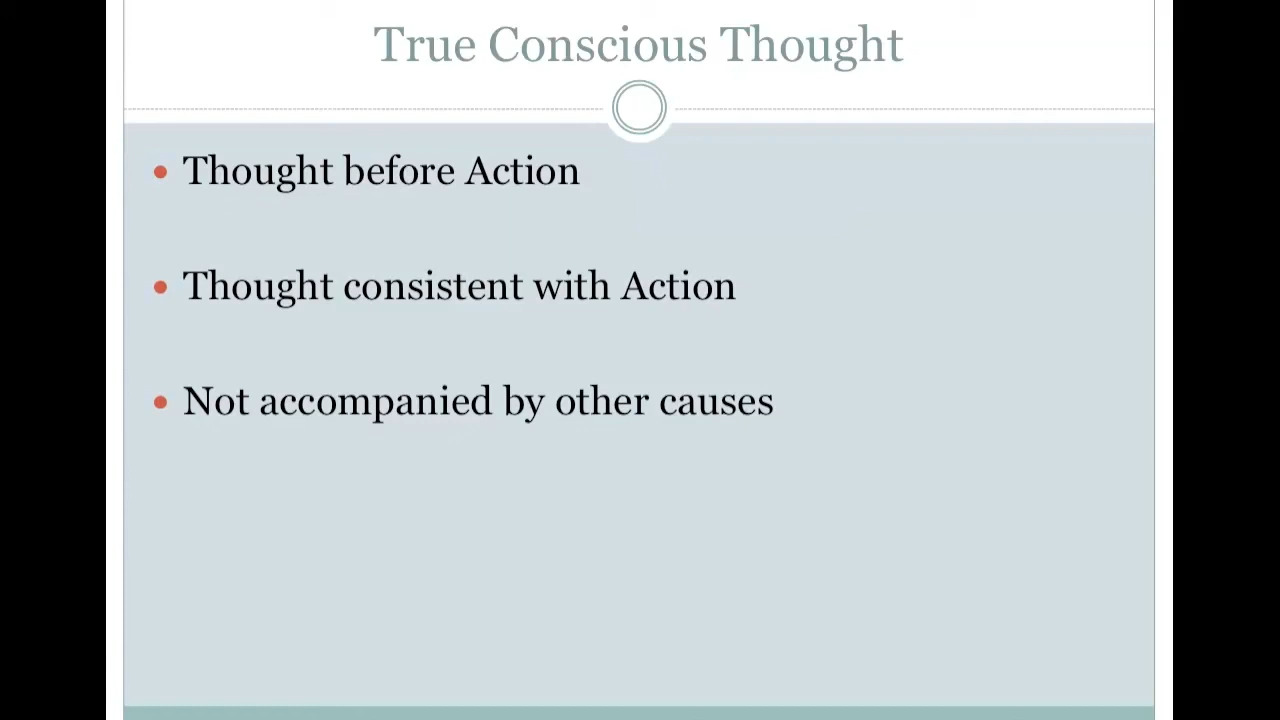 True Conscious Thought
Thought before Action
Thought consistent with Action
Not accompanied by other causes